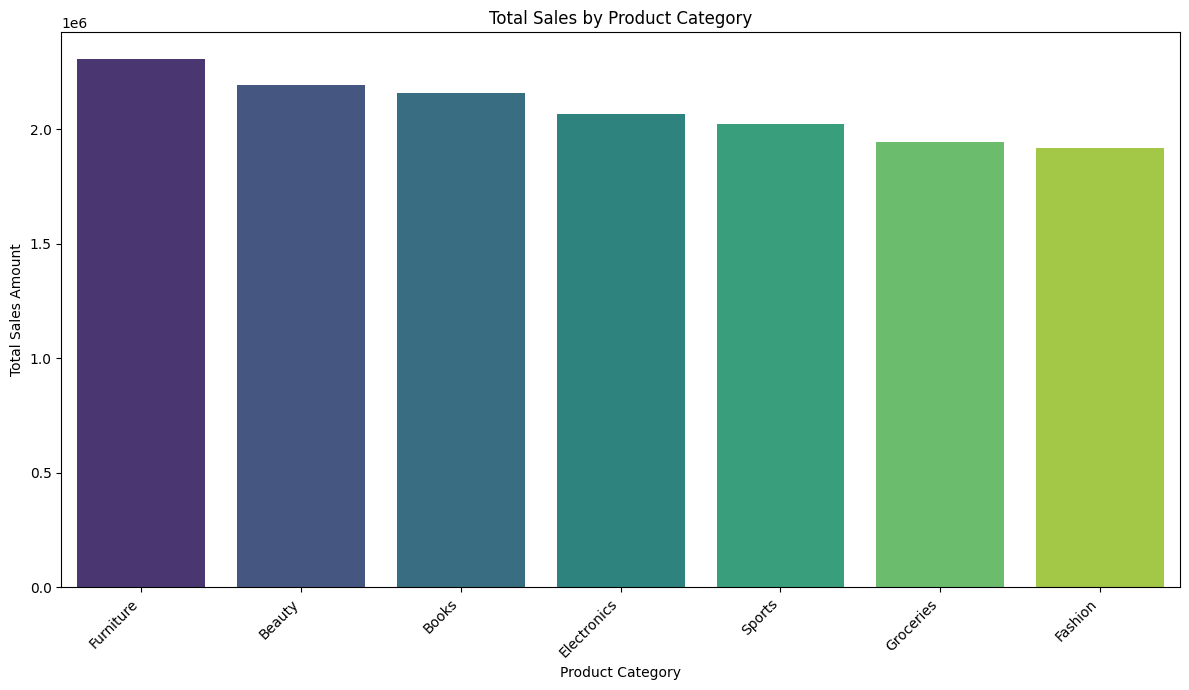 Total Sales by Product Category
1e6
2.0
1.5
1.0
0.5
0.0
Total Sales Amount
Furniture
Beauty
Books
Electronics
Sports
Groceries
Fashion
Product Category